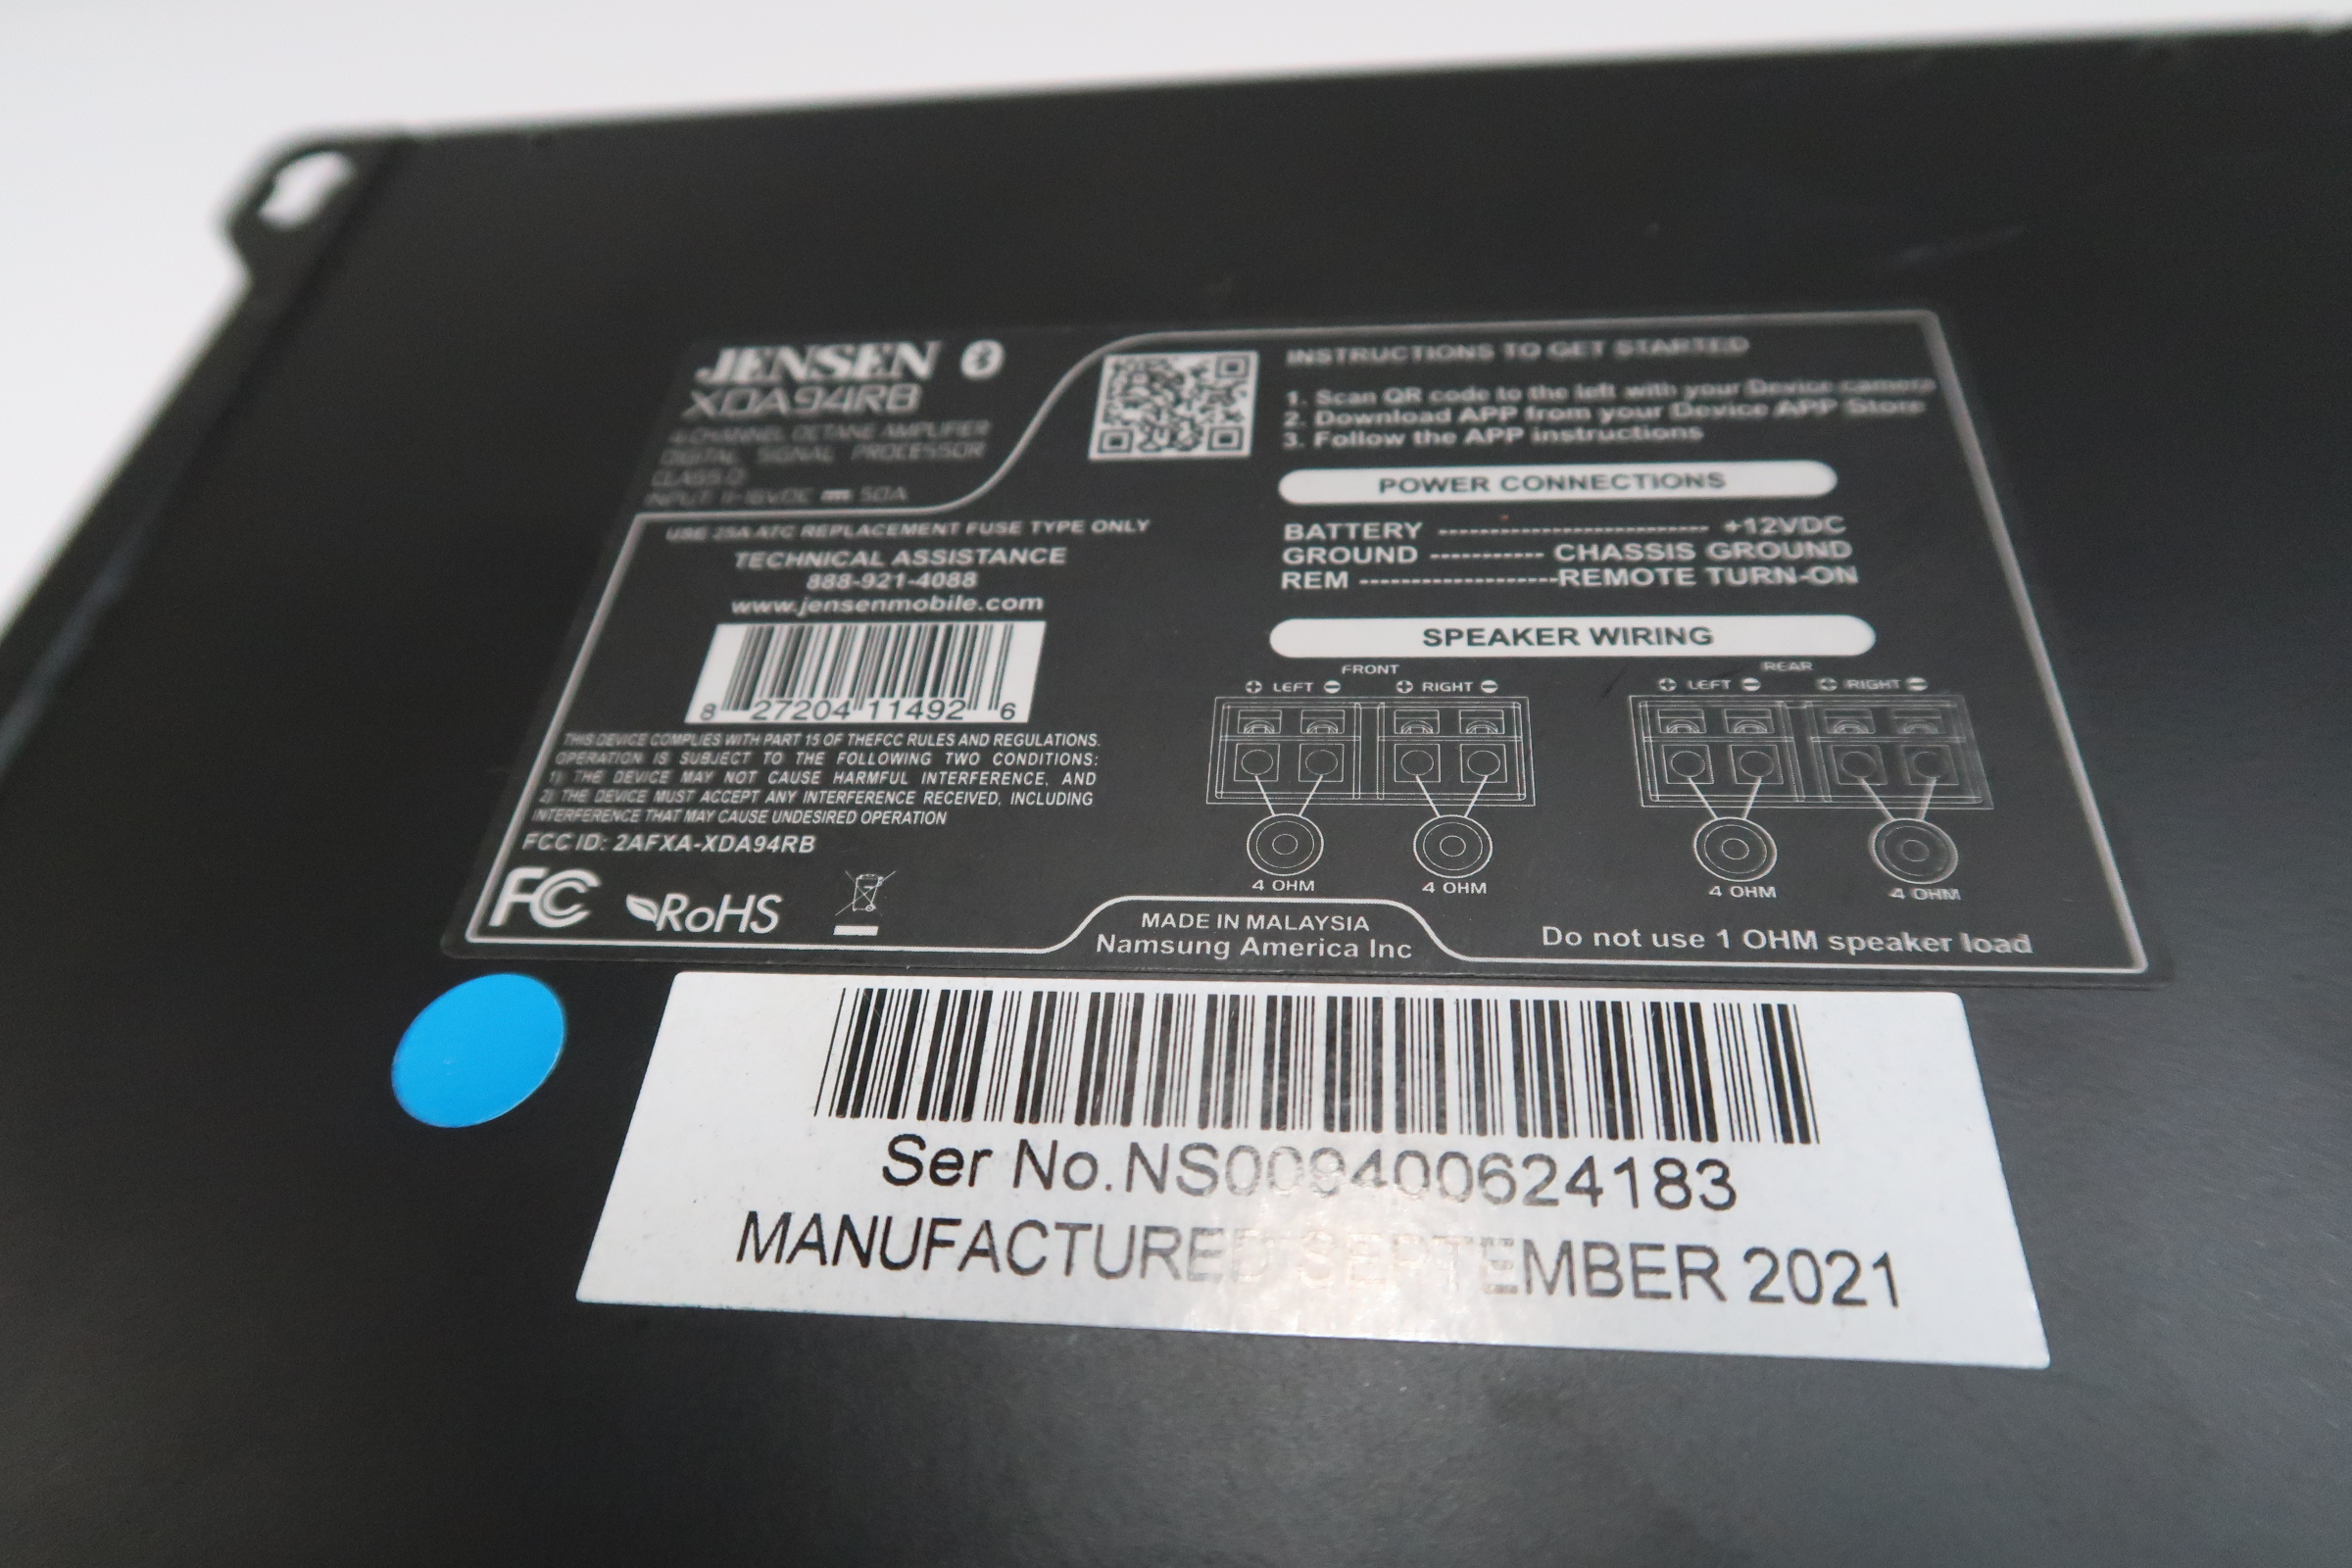 JENSEN
XDA94RB
4 CHANNEL OCTANE AMPLIFIER
DIGITAL SIGNAL PROCESSOR
CLASS D
INPUT: 11-16VDC ⎓ 50A
USE 25A ATC REPLACEMENT FUSE TYPE ONLY
TECHNICAL ASSISTANCE
888-921-4088
www.jensenmobile.com
8 27204 11492 6
THIS DEVICE COMPLIES WITH PART 15 OF THEFCC RULES AND REGULATIONS.
OPERATION IS SUBJECT TO THE FOLLOWING TWO CONDITIONS:
1) THE DEVICE MAY NOT CAUSE HARMFUL INTERFERENCE, AND
2) THE DEVICE MUST ACCEPT ANY INTERFERENCE RECEIVED, INCLUDING
INTERFERENCE THAT MAY CAUSE UNDESIRED OPERATION
FCC ID: 2AFXA-XDA94RB
FC RoHS
INSTRUCTIONS TO GET STARTED
1. Scan QR code to the left with your Device camera
2. Download APP from your Device APP Store
3. Follow the APP instructions
POWER CONNECTIONS
BATTERY --------------------------- +12VDC
GROUND ----------- CHASSIS GROUND
REM -------------------REMOTE TURN-ON
SPEAKER WIRING
FRONT REAR
+ LEFT - + RIGHT - + LEFT - + RIGHT -
4 OHM 4 OHM 4 OHM 4 OHM
MADE IN MALAYSIA
Namsung America Inc
Do not use 1 OHM speaker load
Ser No.NS009400624183
MANUFACTURED SEPTEMBER 2021